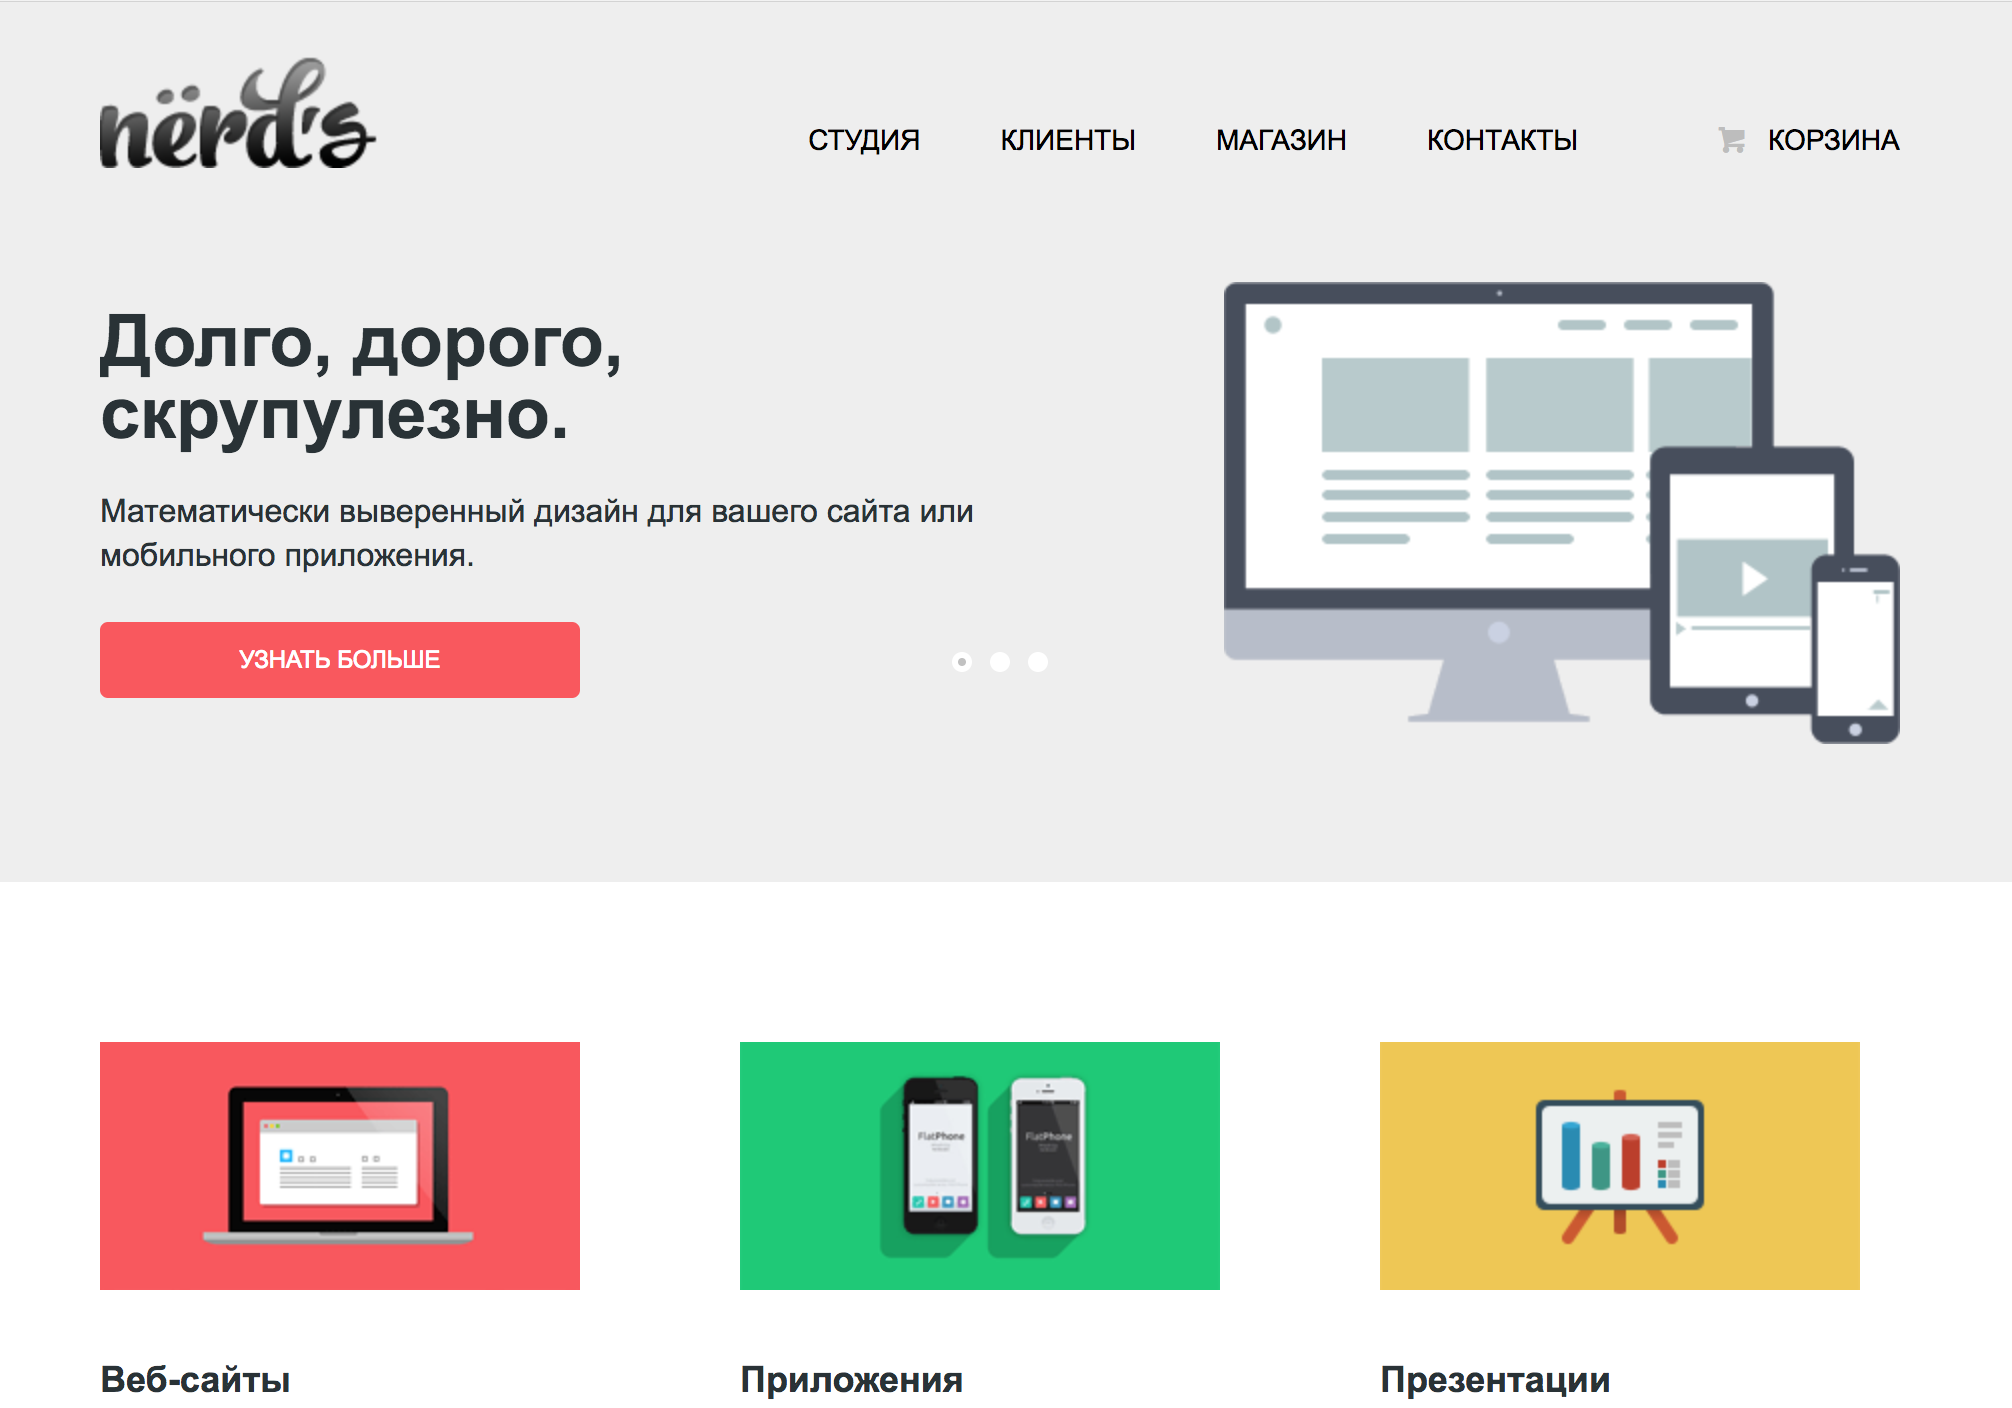 nërd's
СТУДИЯ КЛИЕНТЫ МАГАЗИН КОНТАКТЫ КОРЗИНА
Долго, дорого,
скрупулезно.
Математически выверенный дизайн для вашего сайта или
мобильного приложения.
УЗНАТЬ БОЛЬШЕ
FlatPhone FlatPhone
Веб-сайты Приложения Презентации